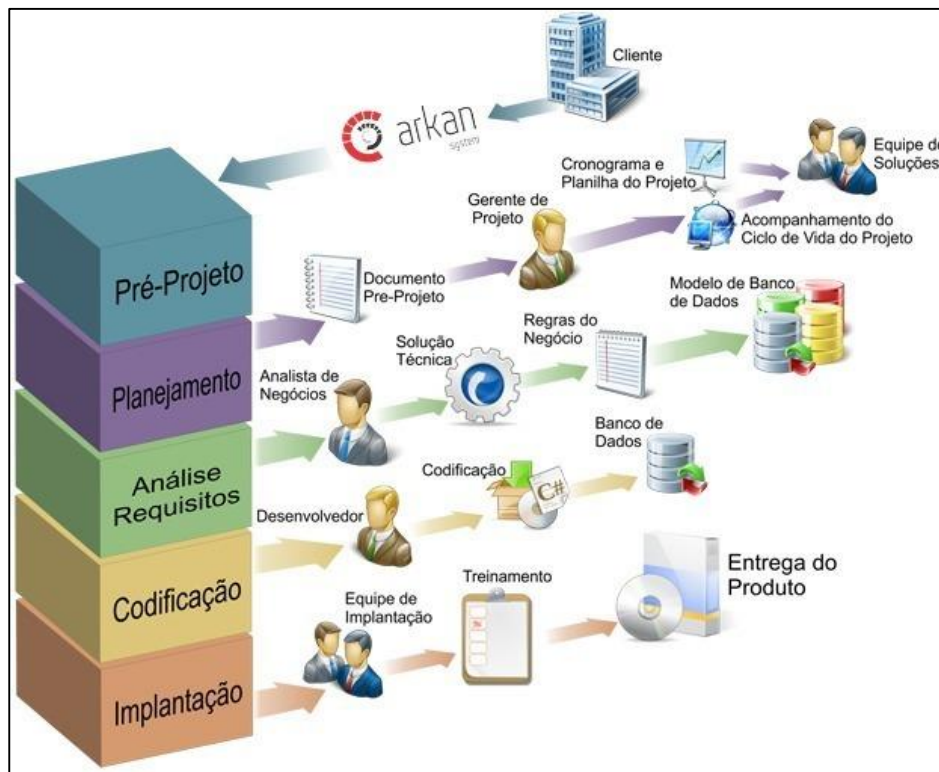 Cliente
arkan
system
Pré-Projeto
Planejamento
Análise
Requisitos
Codificação
Implantação
Documento
Pre-Projeto
Gerente de
Projeto
Cronograma e
Planilha do Projeto
Acompanhamento do
Ciclo de Vida do Projeto
Equipe de
Soluções
Analista de
Negócios
Solução
Técnica
Regras do
Negócio
Modelo de Banco
de Dados
Desenvolvedor
Codificação
C#
Banco de
Dados
Equipe de
Implantação
Treinamento
Entrega do
Produto